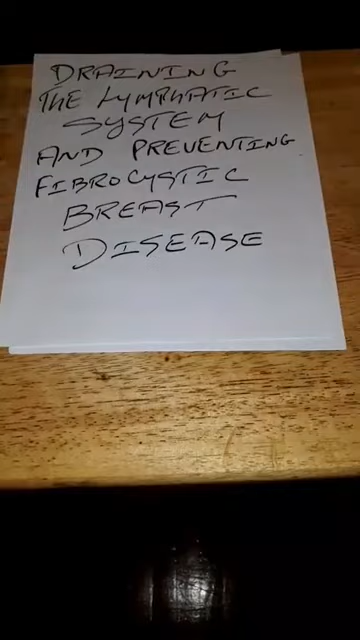 DRAINING
THE LYMPHATIC
SYSTEM
AND PREVENTING
FIBROCYSTIC
BREAST
DISEASE